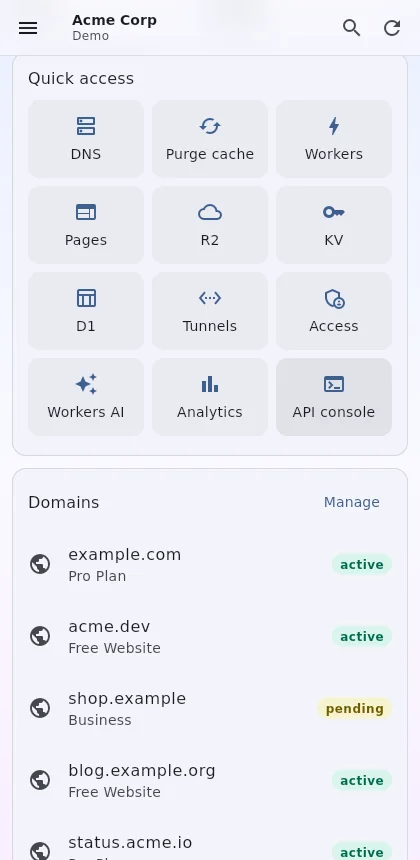 Acme Corp
Demo
Quick access
DNS
Purge cache
Workers
Pages
R2
KV
D1
Tunnels
Access
Workers AI
Analytics
API console
Domains
Manage
example.com
Pro Plan
active
acme.dev
Free Website
active
shop.example
Business
pending
blog.example.org
Free Website
active
status.acme.io
active